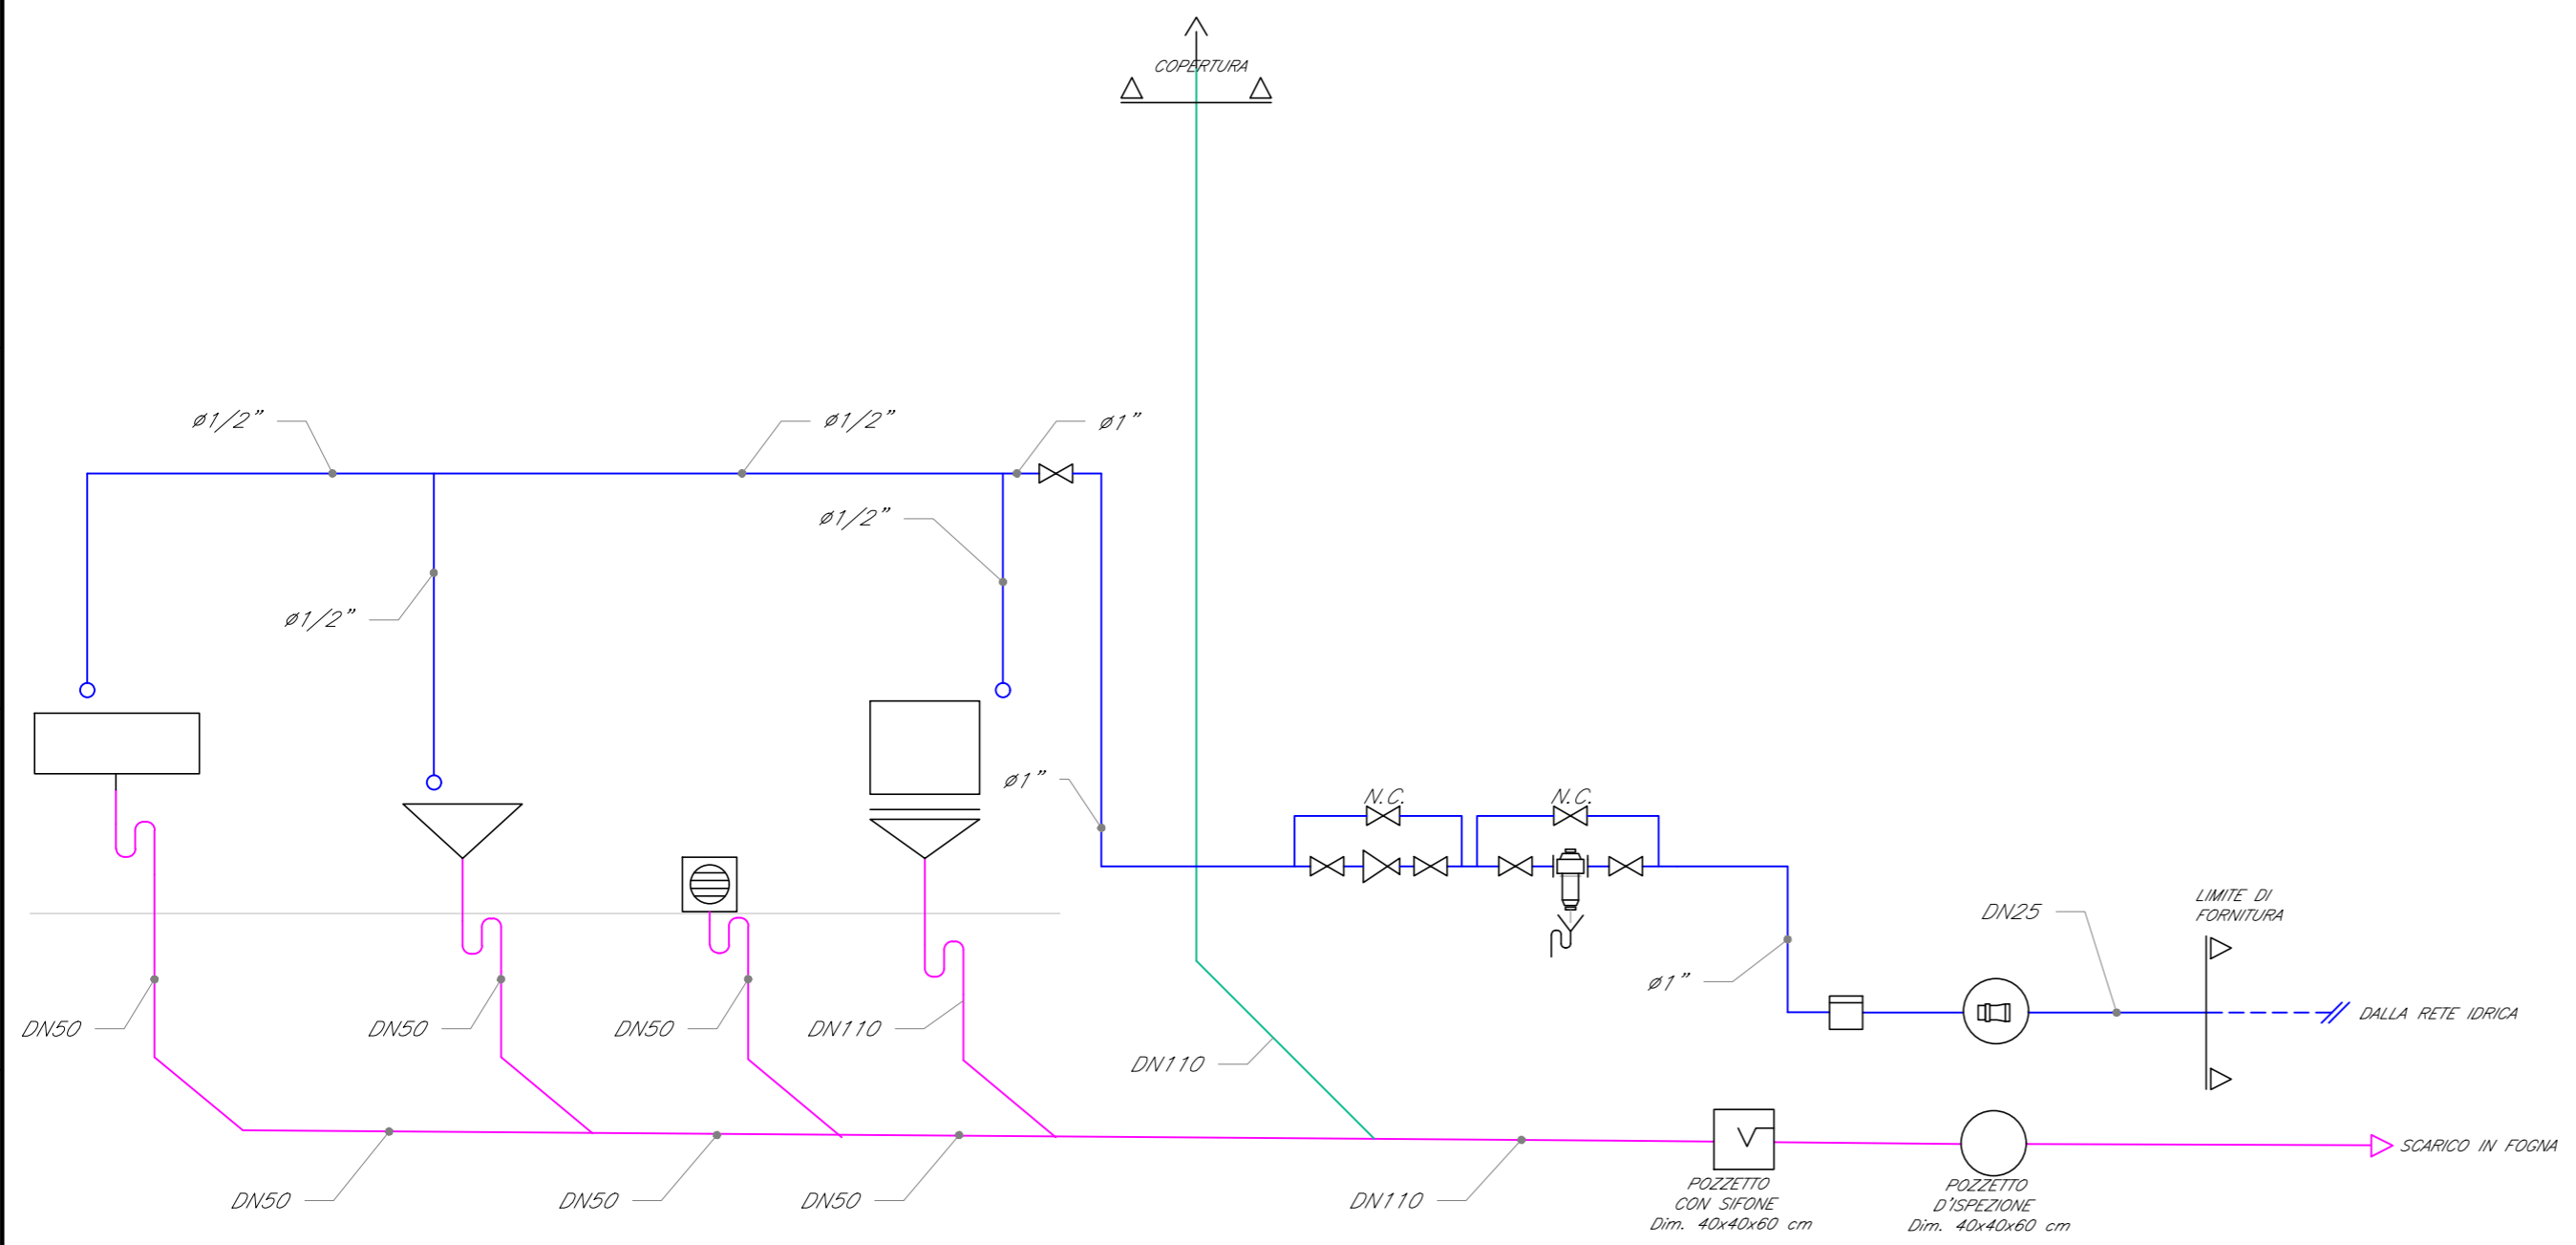 COPERTURA
ø1/2"
ø1/2"
ø1"
ø1/2"
ø1/2"
ø1"
N.C.
N.C.
LIMITE DI
FORNITURA
DN25
ø1"
DALLA RETE IDRICA
DN50
DN50
DN50
DN110
DN110
SCARICO IN FOGNA
DN50
DN50
DN50
DN110
POZZETTO
CON SIFONE
Dim. 40x40x60 cm
POZZETTO
D'ISPEZIONE
Dim. 40x40x60 cm